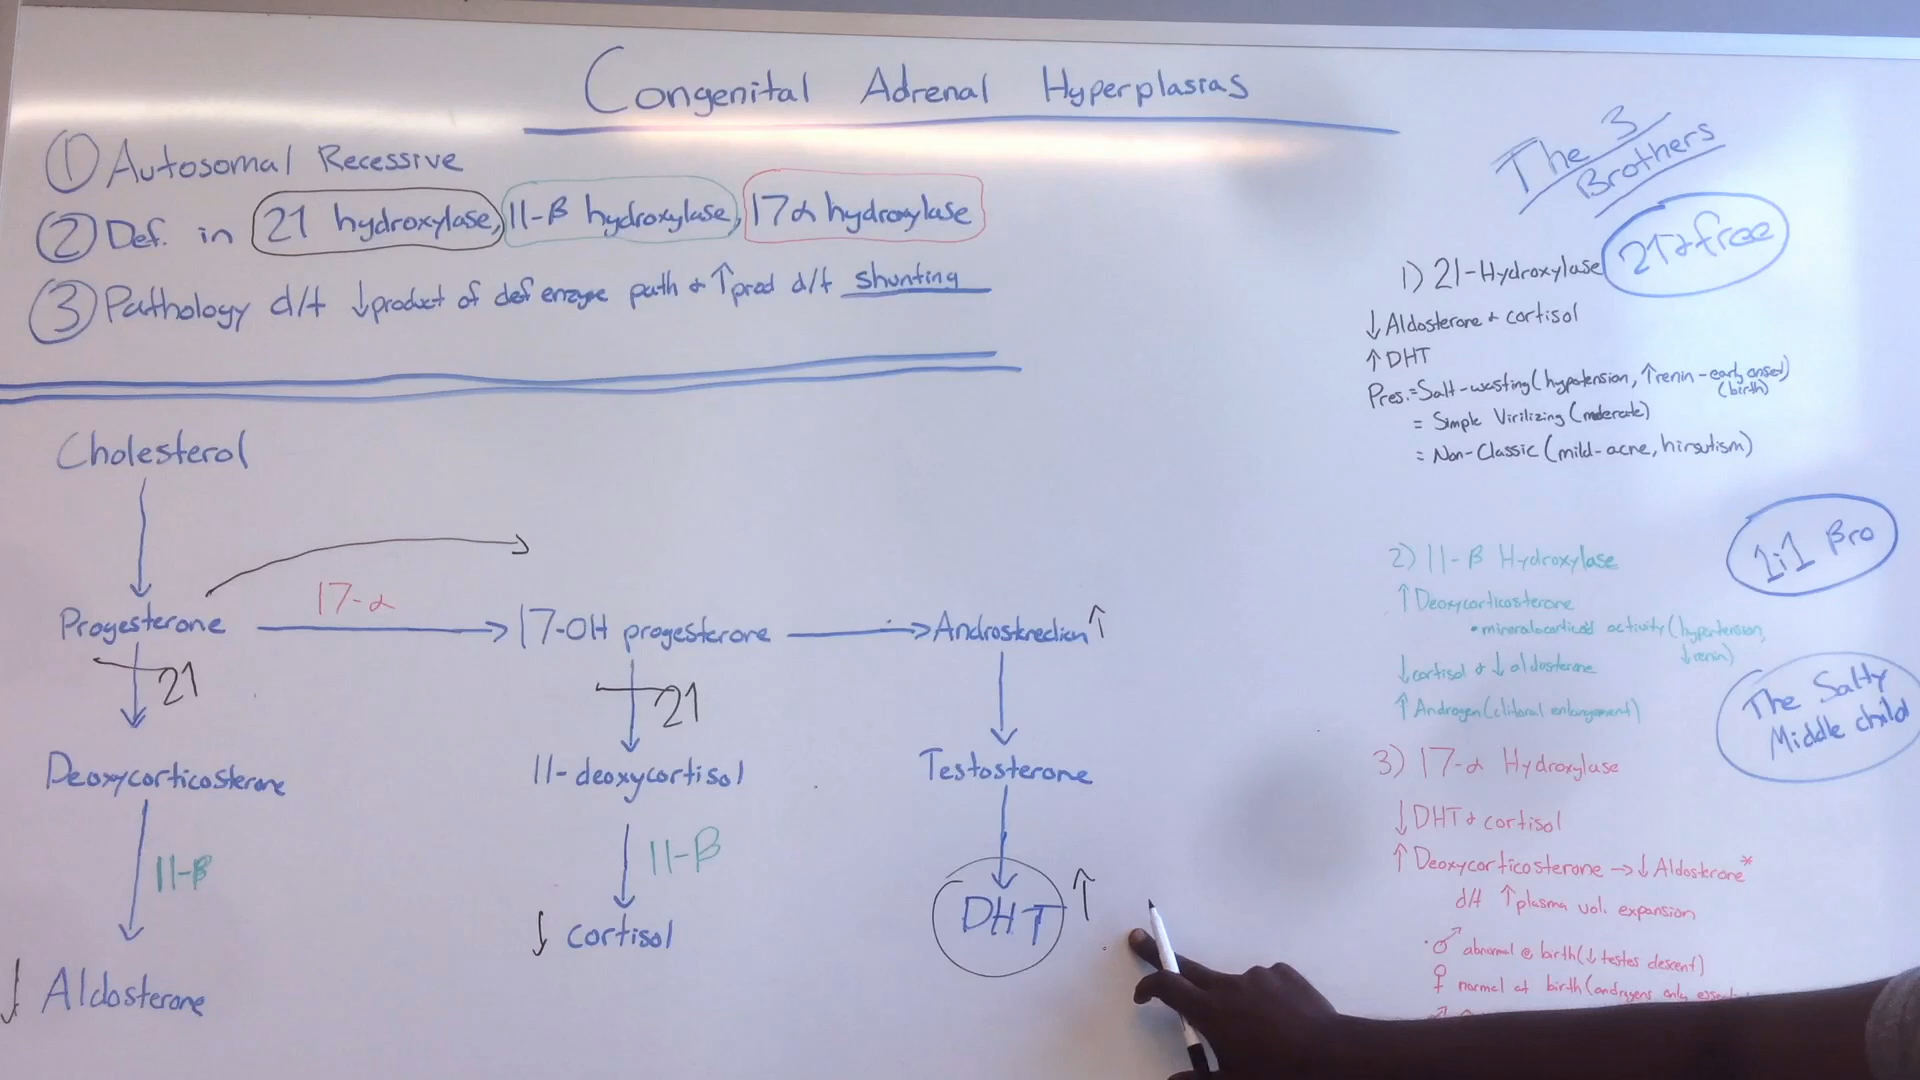 Congenital Adrenal Hyperplasias
① Autosomal Recessive
② Def. in 21 hydroxylase, 11-β hydroxylase, 17α hydroxylase
③ Pathology d/t ↓product of def enzyme path + ↑prod d/t shunting
Cholesterol
Progesterone
17-α
17-OH progesterone
Androstenedion ↑
21
21
Deoxycorticosterone
11-deoxycortisol
Testosterone
11-β
11-β
↓ Aldosterone
↓ cortisol
DHT ↑
The 3
Brothers
1) 21-Hydroxylase
↓ Aldosterone + cortisol
↑ DHT
Pres. = Salt-wasting (hypotension, ↑renin - early onset)
(birth)
= Simple Virilizing (moderate)
= Non-Classic (mild-acne, hirsutism)
1:1 Bro
2) 11-β Hydroxylase
↑ Deoxycorticosterone
• mineralocorticoid activity (hypertension,
↓renin)
↓cortisol + ↓ aldosterone
↑ Androgen (clitoral enlargement)
The Salty
Middle child
3) 17-α Hydroxylase
↓ DHT + cortisol
↑ Deoxycorticosterone → ↓ Aldosterone*
d/t ↑ plasma vol. expansion
• ♂ abnormal @ birth (↓ testes descent)
♀ normal at birth (androgens only